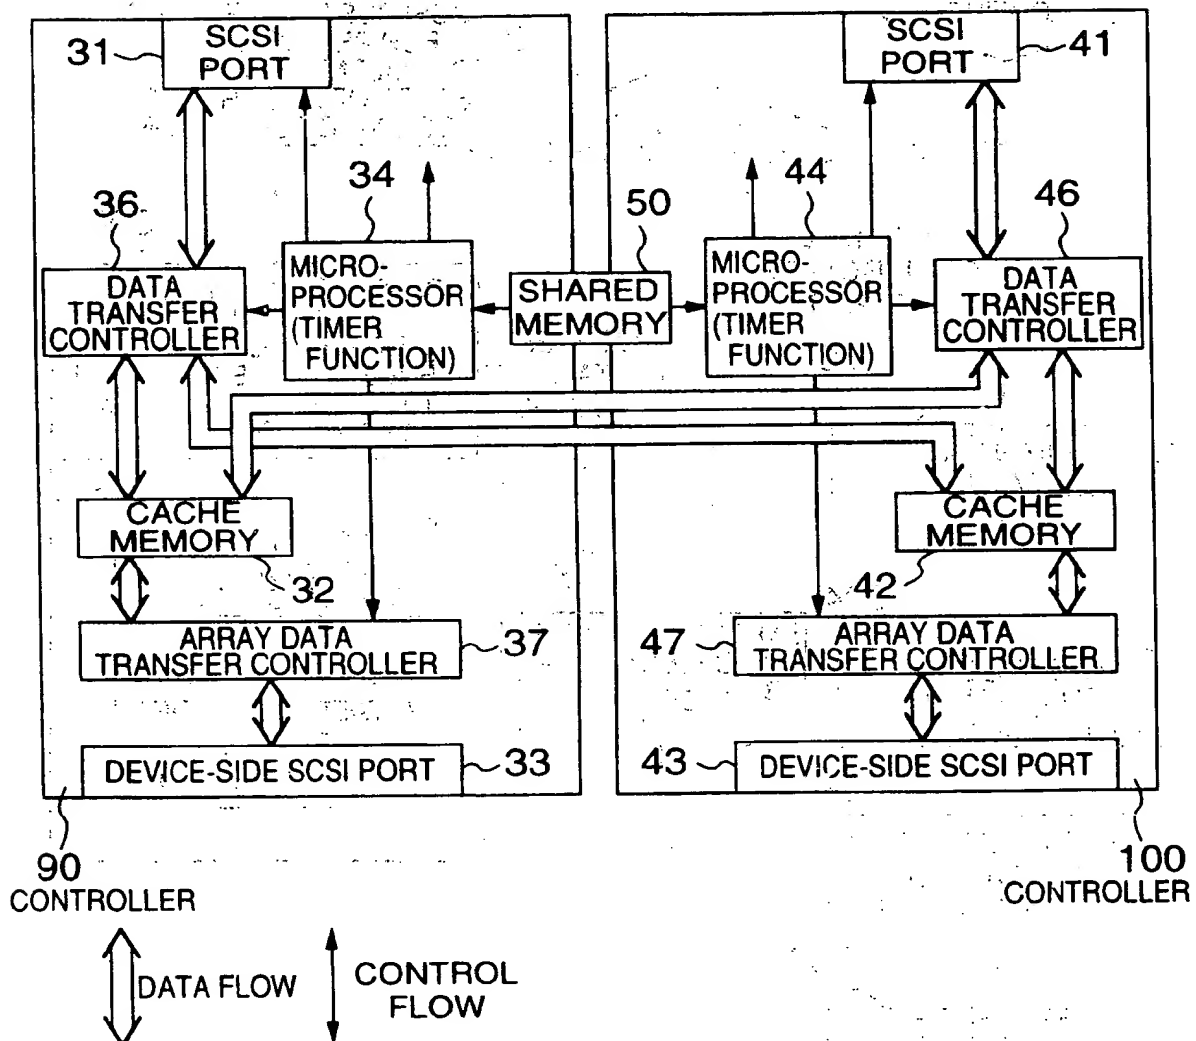 SCSI
PORT
31
SCSI
PORT
41
34
36
MICRO-
PROCESSOR
(TIMER
FUNCTION)
DATA
TRANSFER
CONTROLLER
50
SHARED
MEMORY
44
MICRO-
PROCESSOR
(TIMER
FUNCTION)
46
DATA
TRANSFER
CONTROLLER
CACHE
MEMORY
32
CACHE
MEMORY
42
ARRAY DATA
TRANSFER CONTROLLER
37
47
ARRAY DATA
TRANSFER CONTROLLER
DEVICE-SIDE SCSI PORT
33
43
DEVICE-SIDE SCSI PORT
90
CONTROLLER
100
CONTROLLER
DATA FLOW
CONTROL
FLOW